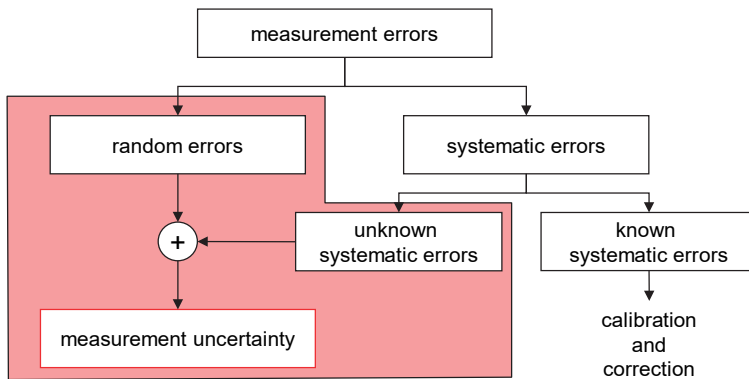 measurement errors
random errors
systematic errors
+
unknown
systematic errors
known
systematic errors
measurement uncertainty
calibration
and
correction